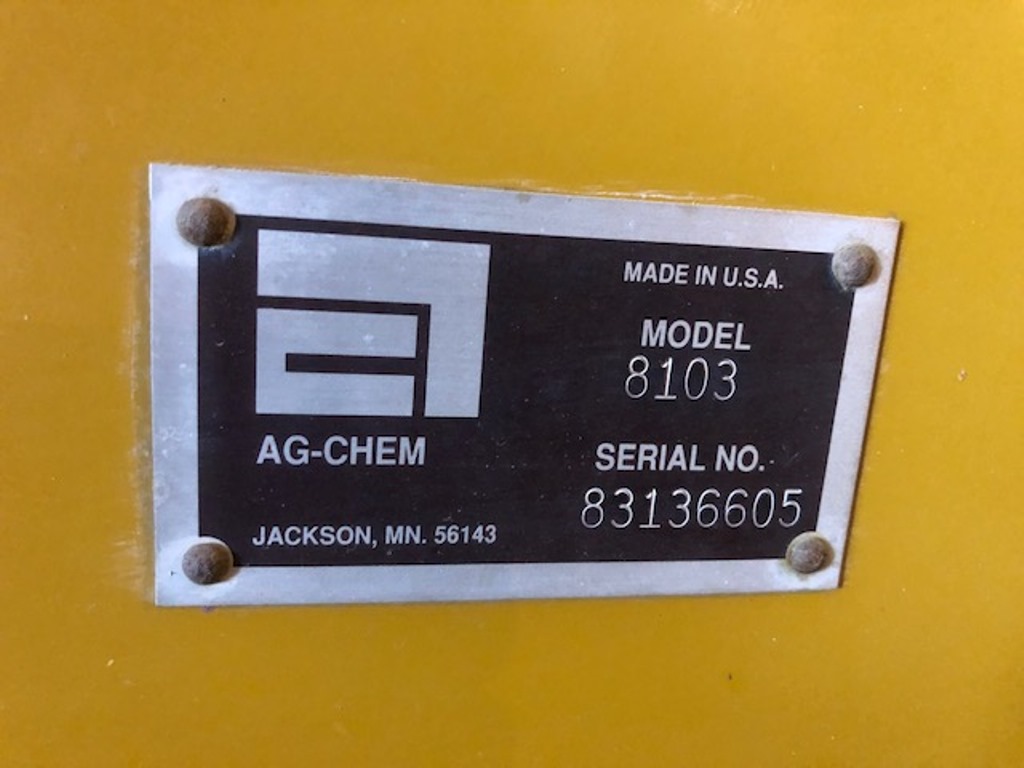 MADE IN U.S.A.
MODEL
8103
AG-CHEM
SERIAL NO.
83136605
JACKSON, MN. 56143